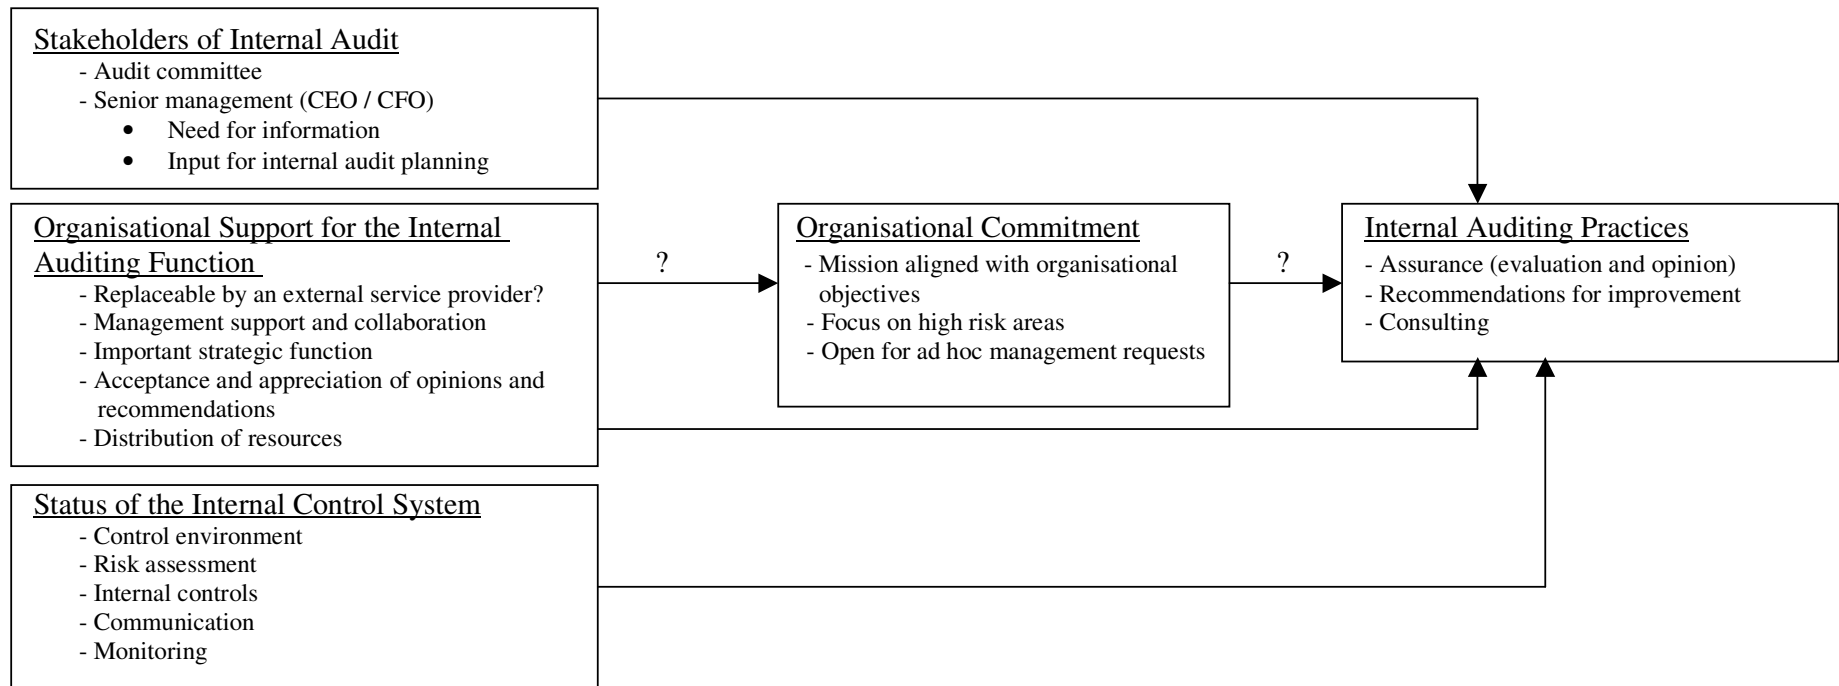 Stakeholders of Internal Audit
- Audit committee
- Senior management (CEO / CFO)
• Need for information
• Input for internal audit planning
Organisational Support for the Internal
Auditing Function
- Replaceable by an external service provider?
- Management support and collaboration
- Important strategic function
- Acceptance and appreciation of opinions and
recommendations
- Distribution of resources
?
Organisational Commitment
- Mission aligned with organisational
objectives
- Focus on high risk areas
- Open for ad hoc management requests
?
Internal Auditing Practices
- Assurance (evaluation and opinion)
- Recommendations for improvement
- Consulting
Status of the Internal Control System
- Control environment
- Risk assessment
- Internal controls
- Communication
- Monitoring